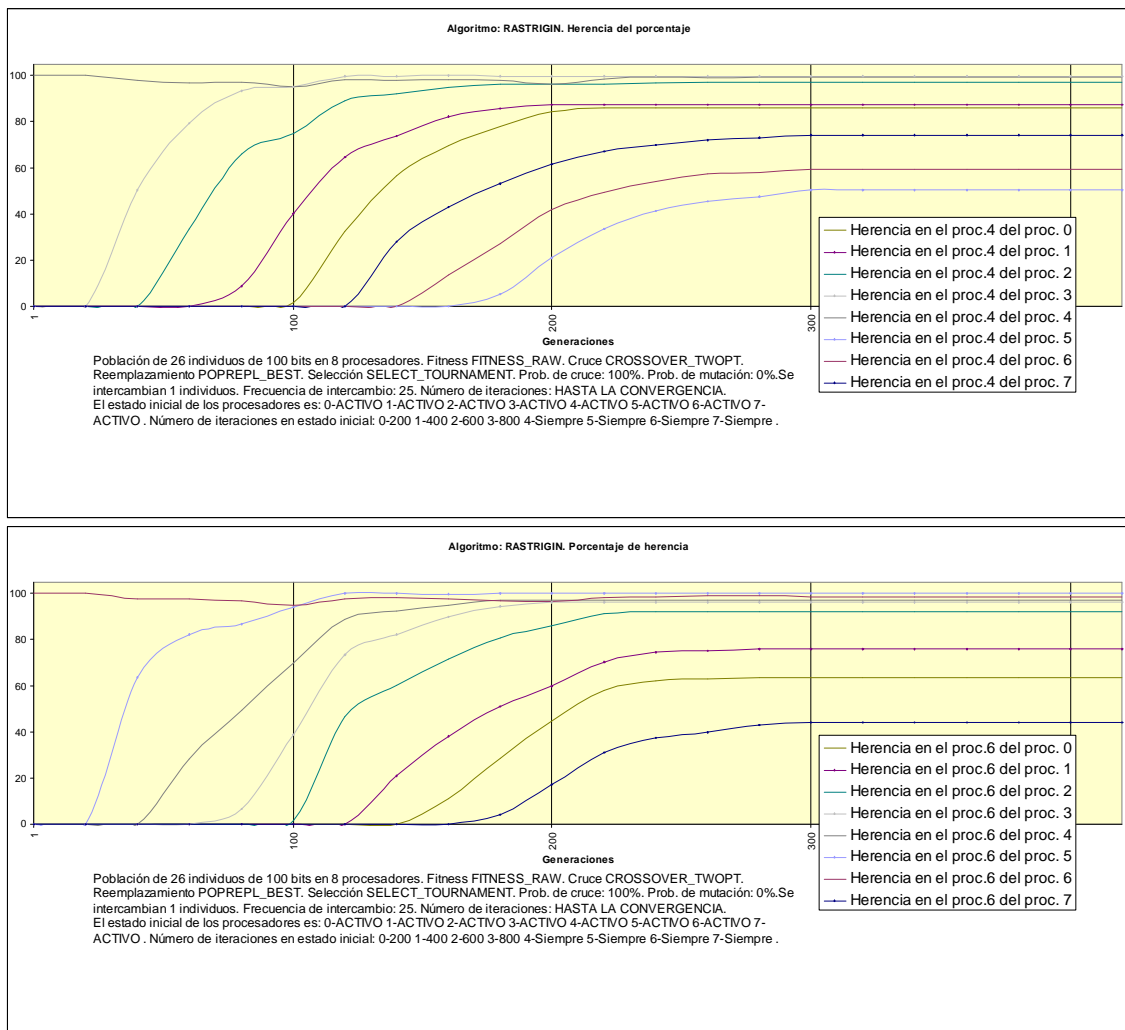 Algoritmo: RASTRIGIN. Herencia del porcentaje
100
80
60
40
20
0
1
100
200
300
Generaciones
Herencia en el proc.4 del proc. 0
Herencia en el proc.4 del proc. 1
Herencia en el proc.4 del proc. 2
Herencia en el proc.4 del proc. 3
Herencia en el proc.4 del proc. 4
Herencia en el proc.4 del proc. 5
Herencia en el proc.4 del proc. 6
Herencia en el proc.4 del proc. 7
Población de 26 individuos de 100 bits en 8 procesadores. Fitness FITNESS_RAW. Cruce CROSSOVER_TWOPT.
Reemplazamiento POPREPL_BEST. Selección SELECT_TOURNAMENT. Prob. de cruce: 100%. Prob. de mutación: 0%.Se
intercambian 1 individuos. Frecuencia de intercambio: 25. Número de iteraciones: HASTA LA CONVERGENCIA.
El estado inicial de los procesadores es: 0-ACTIVO 1-ACTIVO 2-ACTIVO 3-ACTIVO 4-ACTIVO 5-ACTIVO 6-ACTIVO 7-
ACTIVO . Número de iteraciones en estado inicial: 0-200 1-400 2-600 3-800 4-Siempre 5-Siempre 6-Siempre 7-Siempre .
Algoritmo: RASTRIGIN. Porcentaje de herencia
100
80
60
40
20
0
1
100
200
300
Generaciones
Herencia en el proc.6 del proc. 0
Herencia en el proc.6 del proc. 1
Herencia en el proc.6 del proc. 2
Herencia en el proc.6 del proc. 3
Herencia en el proc.6 del proc. 4
Herencia en el proc.6 del proc. 5
Herencia en el proc.6 del proc. 6
Herencia en el proc.6 del proc. 7
Población de 26 individuos de 100 bits en 8 procesadores. Fitness FITNESS_RAW. Cruce CROSSOVER_TWOPT.
Reemplazamiento POPREPL_BEST. Selección SELECT_TOURNAMENT. Prob. de cruce: 100%. Prob. de mutación: 0%.Se
intercambian 1 individuos. Frecuencia de intercambio: 25. Número de iteraciones: HASTA LA CONVERGENCIA.
El estado inicial de los procesadores es: 0-ACTIVO 1-ACTIVO 2-ACTIVO 3-ACTIVO 4-ACTIVO 5-ACTIVO 6-ACTIVO 7-
ACTIVO . Número de iteraciones en estado inicial: 0-200 1-400 2-600 3-800 4-Siempre 5-Siempre 6-Siempre 7-Siempre .